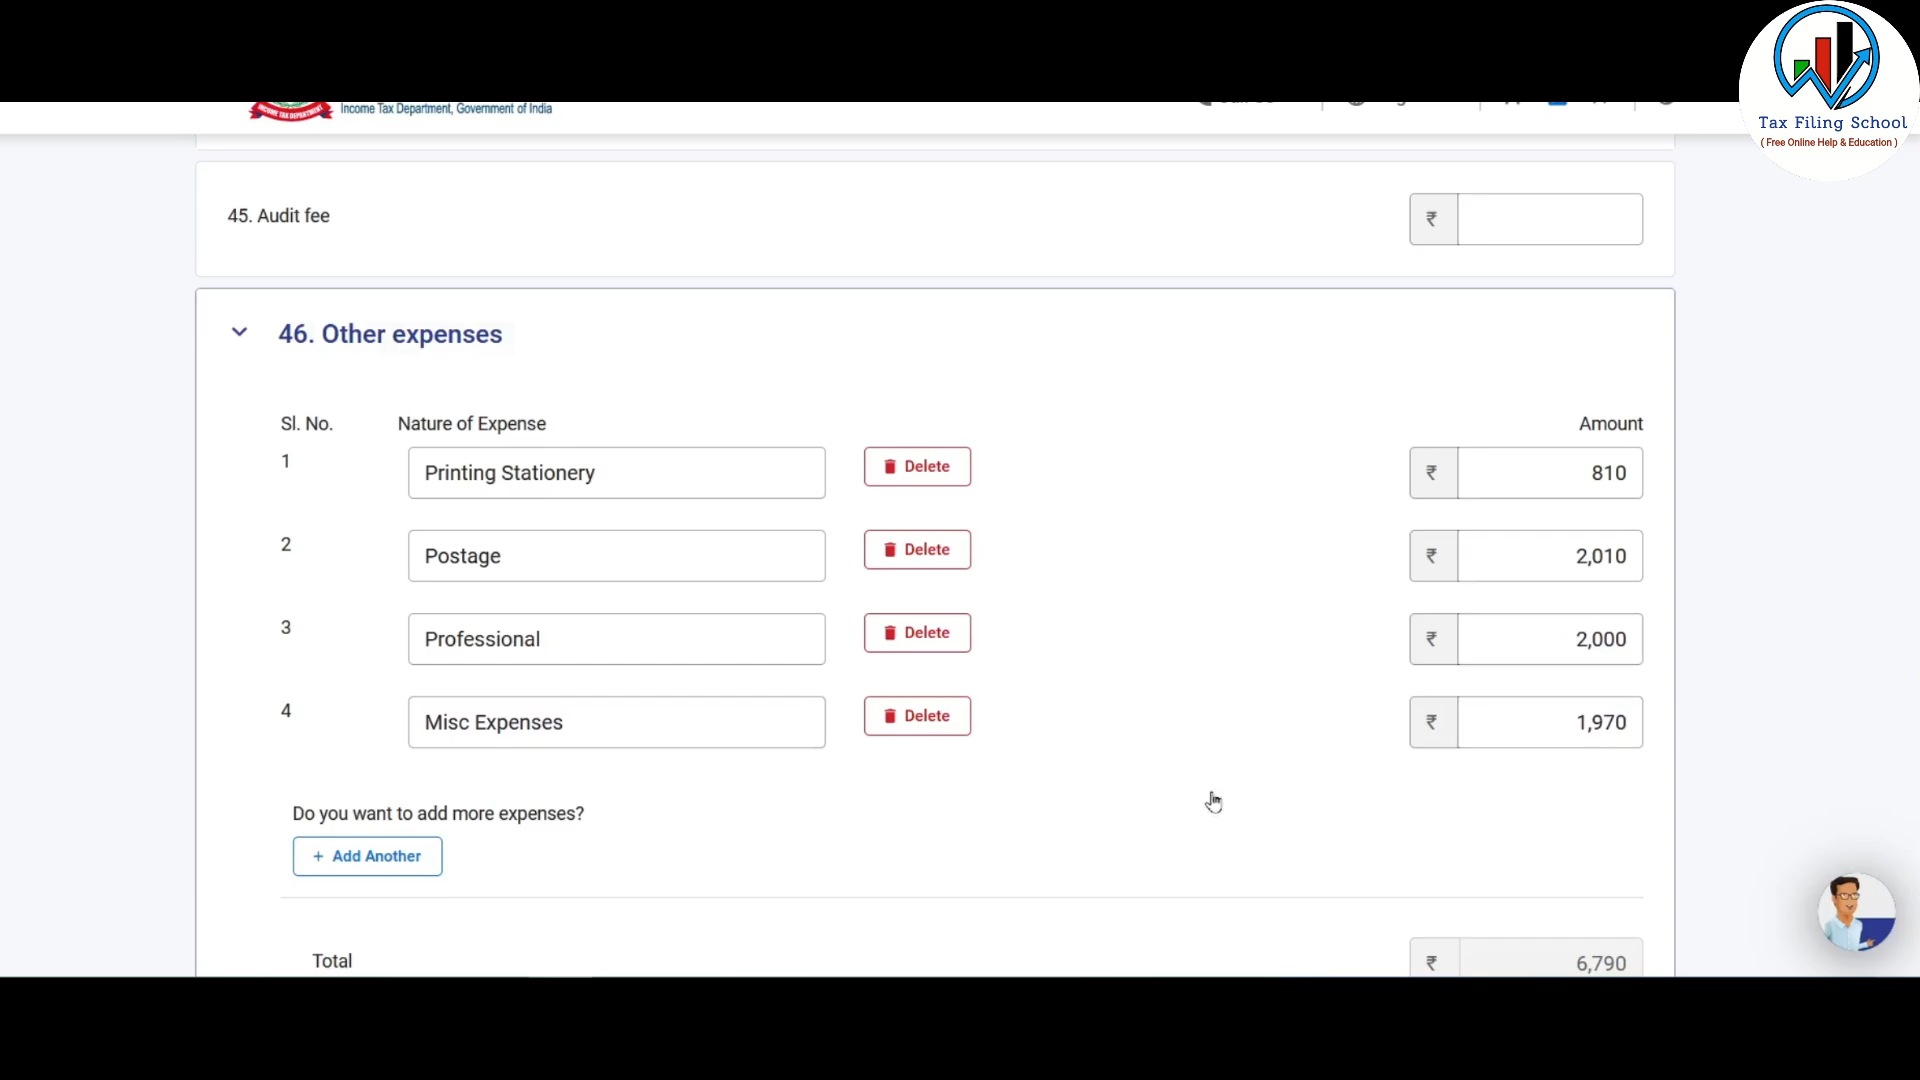 Income Tax Department, Government of India
Tax Filing School
( Free Online Help & Education )
45. Audit fee
₹
46. Other expenses
Sl. No. Nature of Expense Amount
1 Printing Stationery Delete ₹ 810
2 Postage Delete ₹ 2,010
3 Professional Delete ₹ 2,000
4 Misc Expenses Delete ₹ 1,970
Do you want to add more expenses?
+ Add Another
Total ₹ 6,790